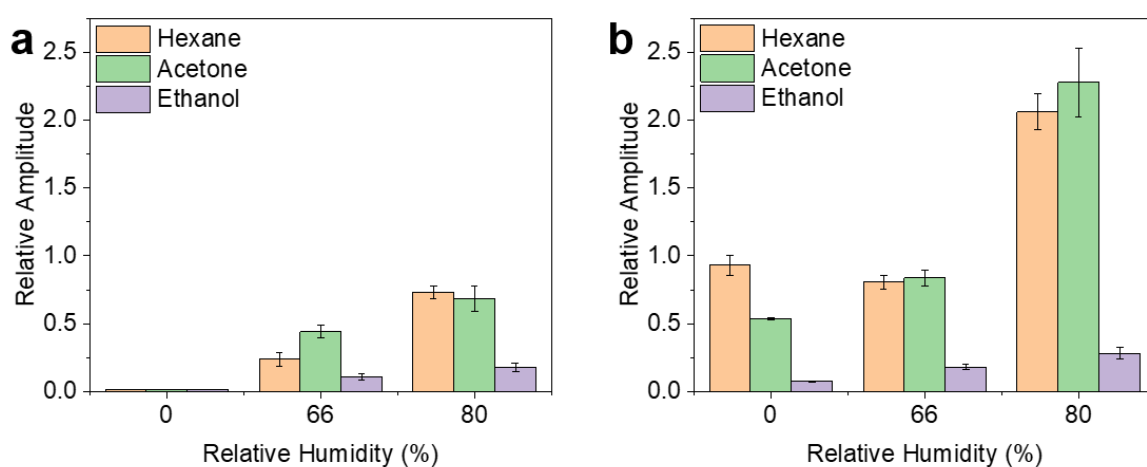 a
Hexane
Acetone
Ethanol
2.5
2.0
1.5
1.0
0.5
0.0
Relative Amplitude
0 66 80
Relative Humidity (%)
b
Hexane
Acetone
Ethanol
2.5
2.0
1.5
1.0
0.5
0.0
Relative Amplitude
0 66 80
Relative Humidity (%)